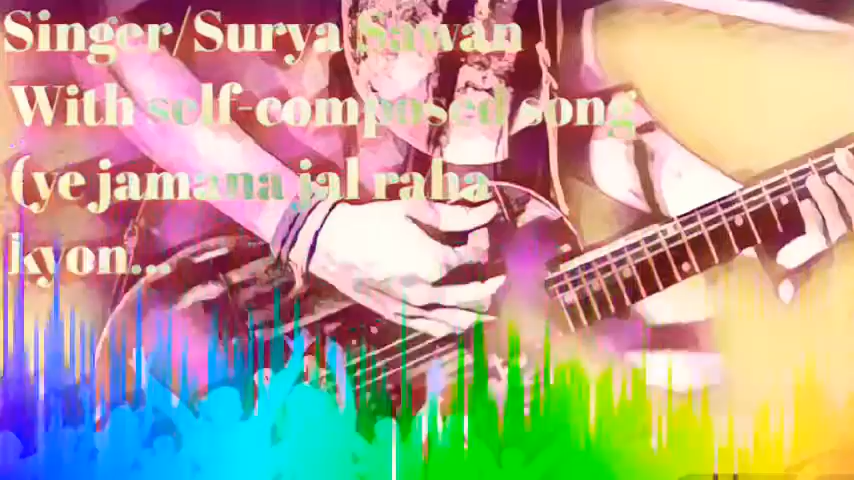 Singer/Surya Sawan
With self-composed song
(ye jamana jal raha
kyon...